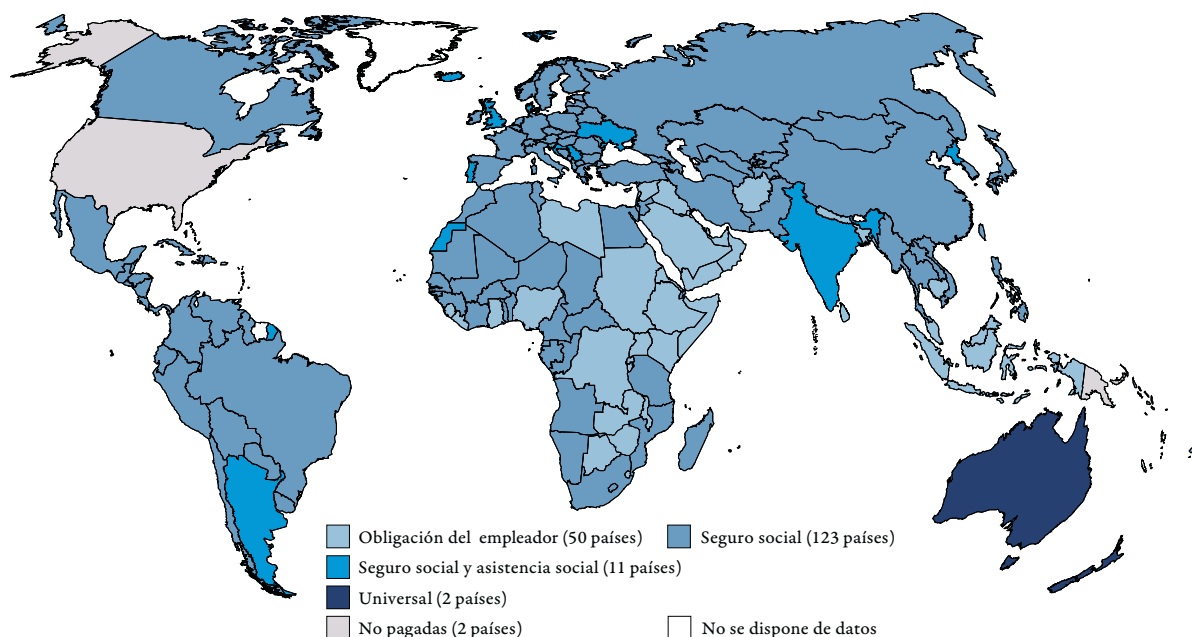 Obligación del empleador (50 países)
Seguro social (123 países)
Seguro social y asistencia social (11 países)
Universal (2 países)
No pagadas (2 países)
No se dispone de datos